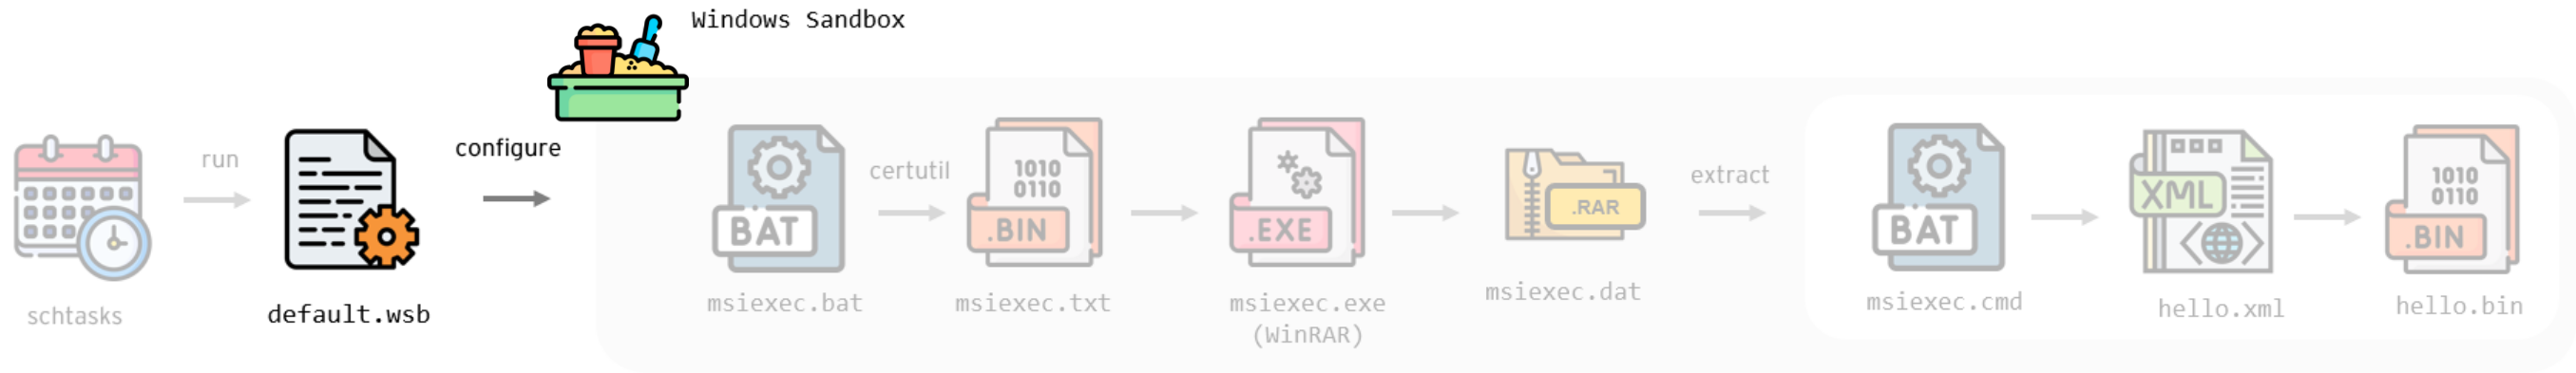 Windows Sandbox
run
configure
certutil
extract
BAT
1010
0110
.BIN
.EXE
.RAR
BAT
XML
1010
0110
.BIN
schtasks
default.wsb
msiexec.bat
msiexec.txt
msiexec.exe
(WinRAR)
msiexec.dat
msiexec.cmd
hello.xml
hello.bin